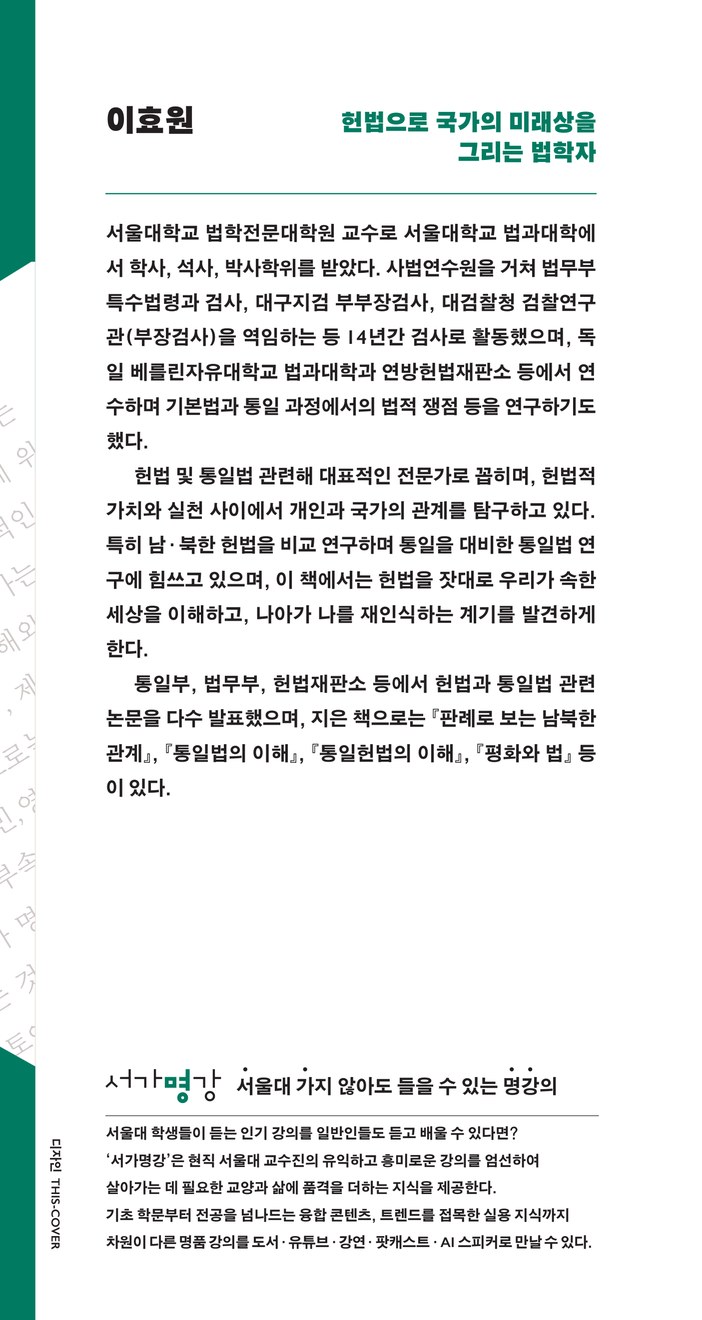 이효원
헌법으로 국가의 미래상을
그리는 법학자
서울대학교 법학전문대학원 교수로 서울대학교 법과대학에
서 학사, 석사, 박사학위를 받았다. 사법연수원을 거쳐 법무부
특수법령과 검사, 대구지검 부부장검사, 대검찰청 검찰연구
관(부장검사)을 역임하는 등 14년간 검사로 활동했으며, 독
일 베를린자유대학교 법과대학과 연방헌법재판소 등에서 연
수하며 기본법과 통일 과정에서의 법적 쟁점 등을 연구하기도
했다.
헌법 및 통일법 관련해 대표적인 전문가로 꼽히며, 헌법적
가치와 실천 사이에서 개인과 국가의 관계를 탐구하고 있다.
특히 남·북한 헌법을 비교 연구하며 통일을 대비한 통일법 연
구에 힘쓰고 있으며, 이 책에서는 헌법을 잣대로 우리가 속한
세상을 이해하고, 나아가 나를 재인식하는 계기를 발견하게
한다.
통일부, 법무부, 헌법재판소 등에서 헌법과 통일법 관련
논문을 다수 발표했으며, 지은 책으로는 『판례로 보는 남북한
관계』, 『통일법의 이해』, 『통일헌법의 이해』, 『평화와 법』 등
이 있다.
서가명강 서울대 가지 않아도 들을 수 있는 명강의
서울대 학생들이 듣는 인기 강의를 일반인들도 듣고 배울 수 있다면?
‘서가명강’은 현직 서울대 교수진의 유익하고 흥미로운 강의를 엄선하여
살아가는 데 필요한 교양과 삶에 품격을 더하는 지식을 제공한다.
기초 학문부터 전공을 넘나드는 융합 콘텐츠, 트렌드를 접목한 실용 지식까지
차원이 다른 명품 강의를 도서·유튜브·강연·팟캐스트·AI 스피커로 만날 수 있다.
디자인 THIS-COVER